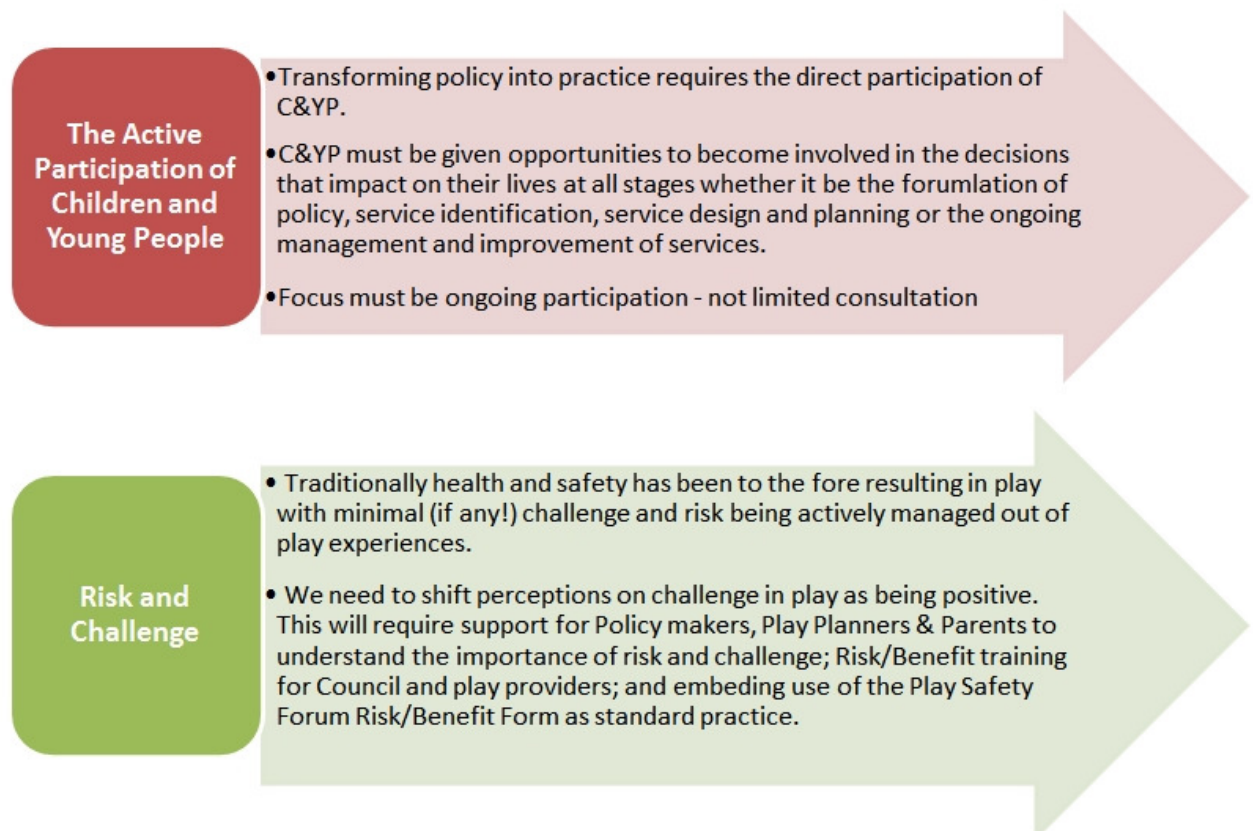 The Active
Participation of
Children and
Young People
•Transforming policy into practice requires the direct participation of
C&YP.
•C&YP must be given opportunities to become involved in the decisions
that impact on their lives at all stages whether it be the forumlation of
policy, service identification, service design and planning or the ongoing
management and improvement of services.
•Focus must be ongoing participation - not limited consultation
Risk and
Challenge
• Traditionally health and safety has been to the fore resulting in play
with minimal (if any!) challenge and risk being actively managed out of
play experiences.
• We need to shift perceptions on challenge in play as being positive.
This will require support for Policy makers, Play Planners & Parents to
understand the importance of risk and challenge; Risk/Benefit training
for Council and play providers; and embeding use of the Play Safety
Forum Risk/Benefit Form as standard practice.